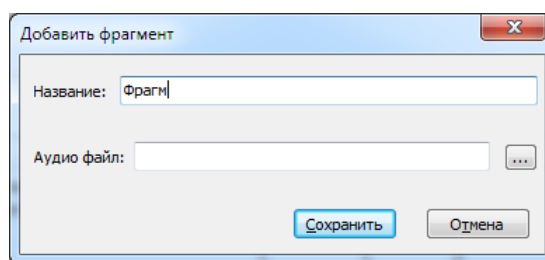 Добавить фрагмент
Название: Фрагм
Аудио файл: ...
Сохранить Отмена